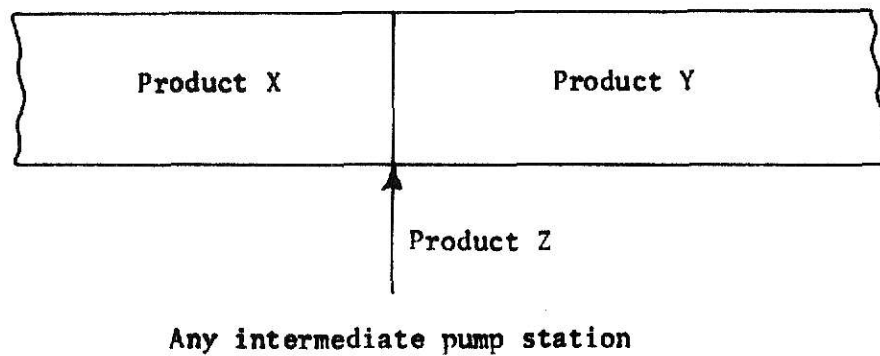 Product X
Product Y
Product Z
Any intermediate pump station